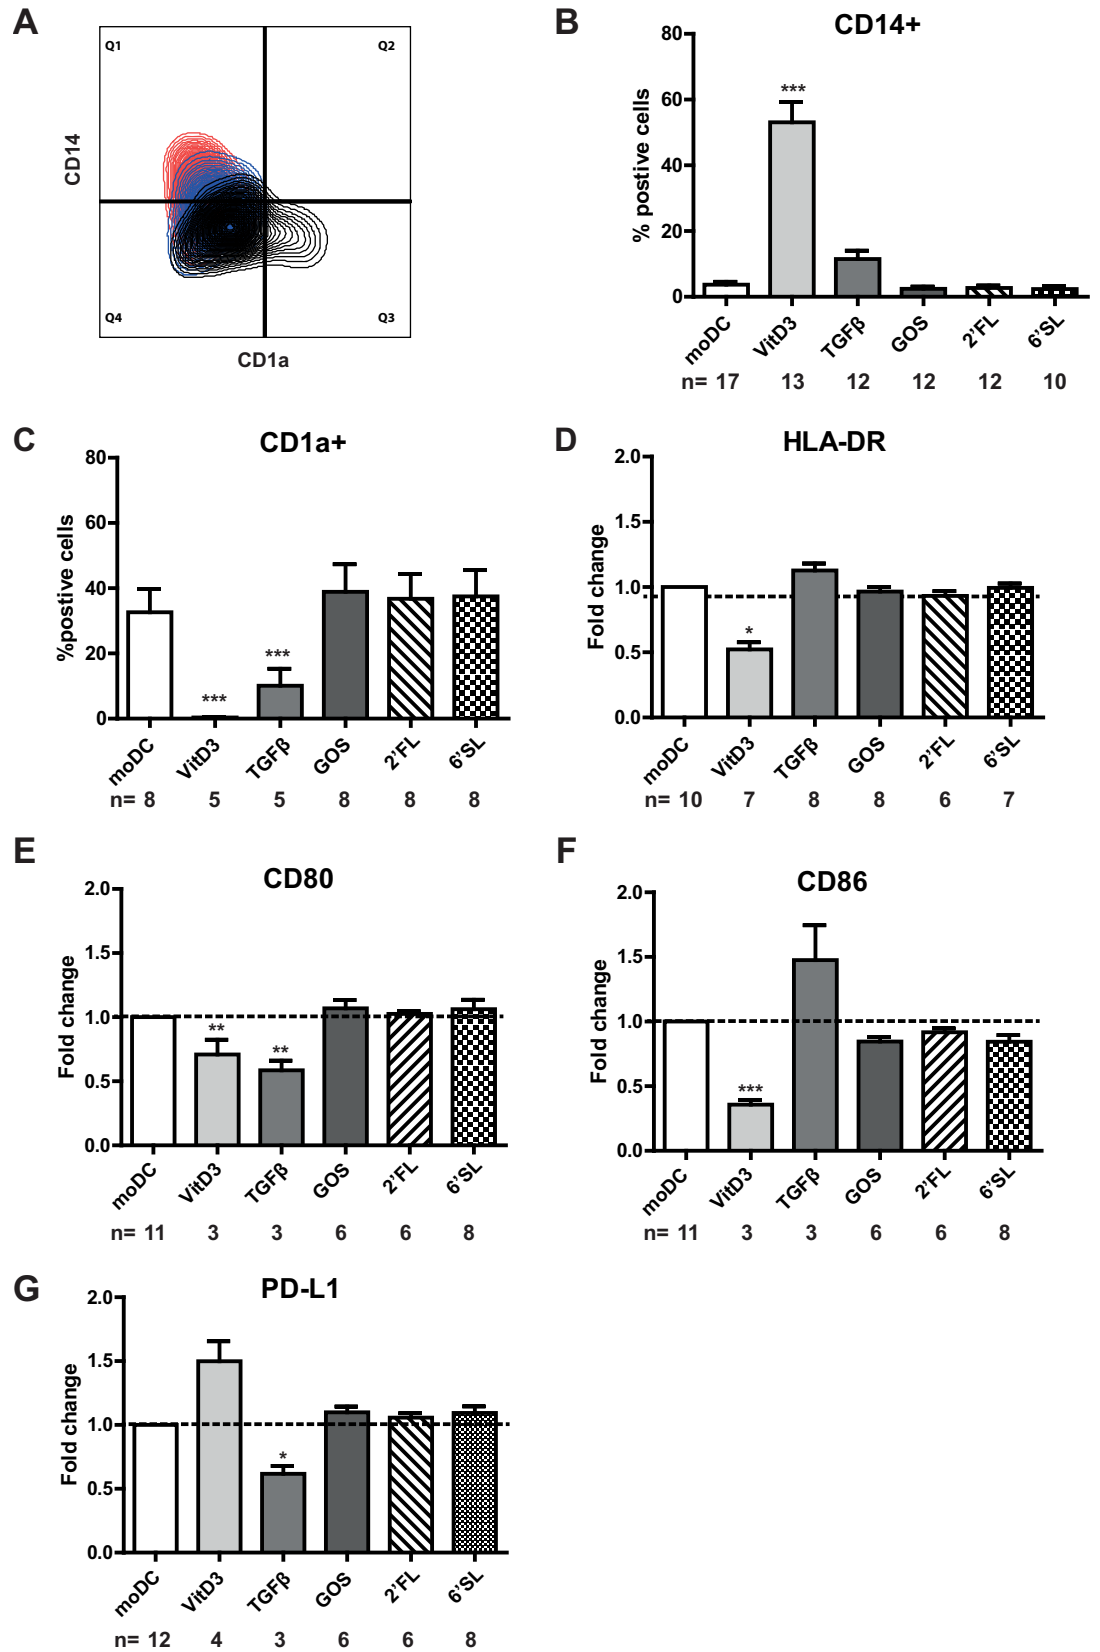 A
Q1
Q2
CD14
Q4
Q3
CD1a
B
CD14+
% postive cells
80
60
40
20
0
***
moDC VitD3 TGFβ GOS 2'FL 6'SL
n= 17 13 12 12 12 10
C
CD1a+
%postive cells
80
60
40
20
0
***
***
moDC VitD3 TGFβ GOS 2'FL 6'SL
n= 8 5 5 8 8 8
D
HLA-DR
Fold change
2.0
1.5
1.0
0.5
0.0
*
moDC VitD3 TGFβ GOS 2'FL 6'SL
n= 10 7 8 8 6 7
E
CD80
Fold change
2.0
1.5
1.0
0.5
0.0
**
**
moDC VitD3 TGFβ GOS 2'FL 6'SL
n= 11 3 3 6 6 8
F
CD86
Fold change
2.0
1.5
1.0
0.5
0.0
***
moDC VitD3 TGFβ GOS 2'FL 6'SL
n= 11 3 3 6 6 8
G
PD-L1
Fold change
2.0
1.5
1.0
0.5
0.0
*
moDC VitD3 TGFβ GOS 2'FL 6'SL
n= 12 4 3 6 6 8